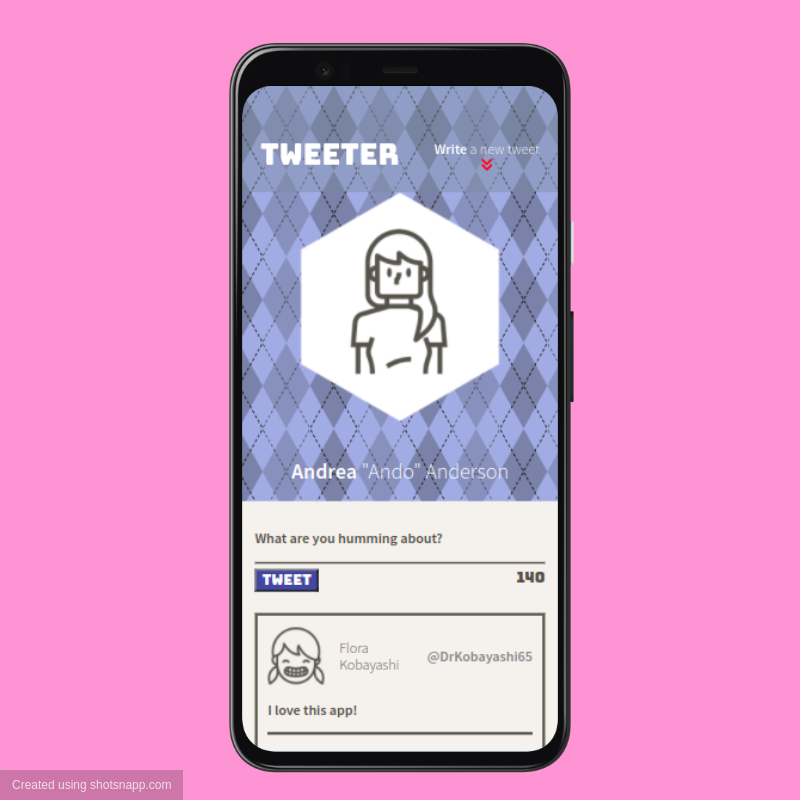 TWEETER
Write a new tweet
Andrea "Ando" Anderson
What are you humming about?
TWEET
140
Flora
Kobayashi
@DrKobayashi65
I love this app!
Created using shotsnapp.com